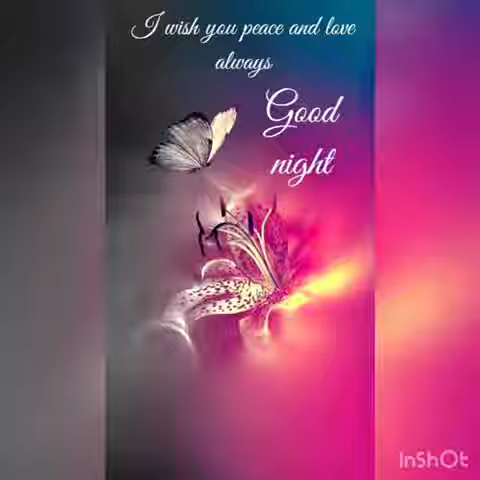 I wish you peace and love
always
Good
night
InShOt